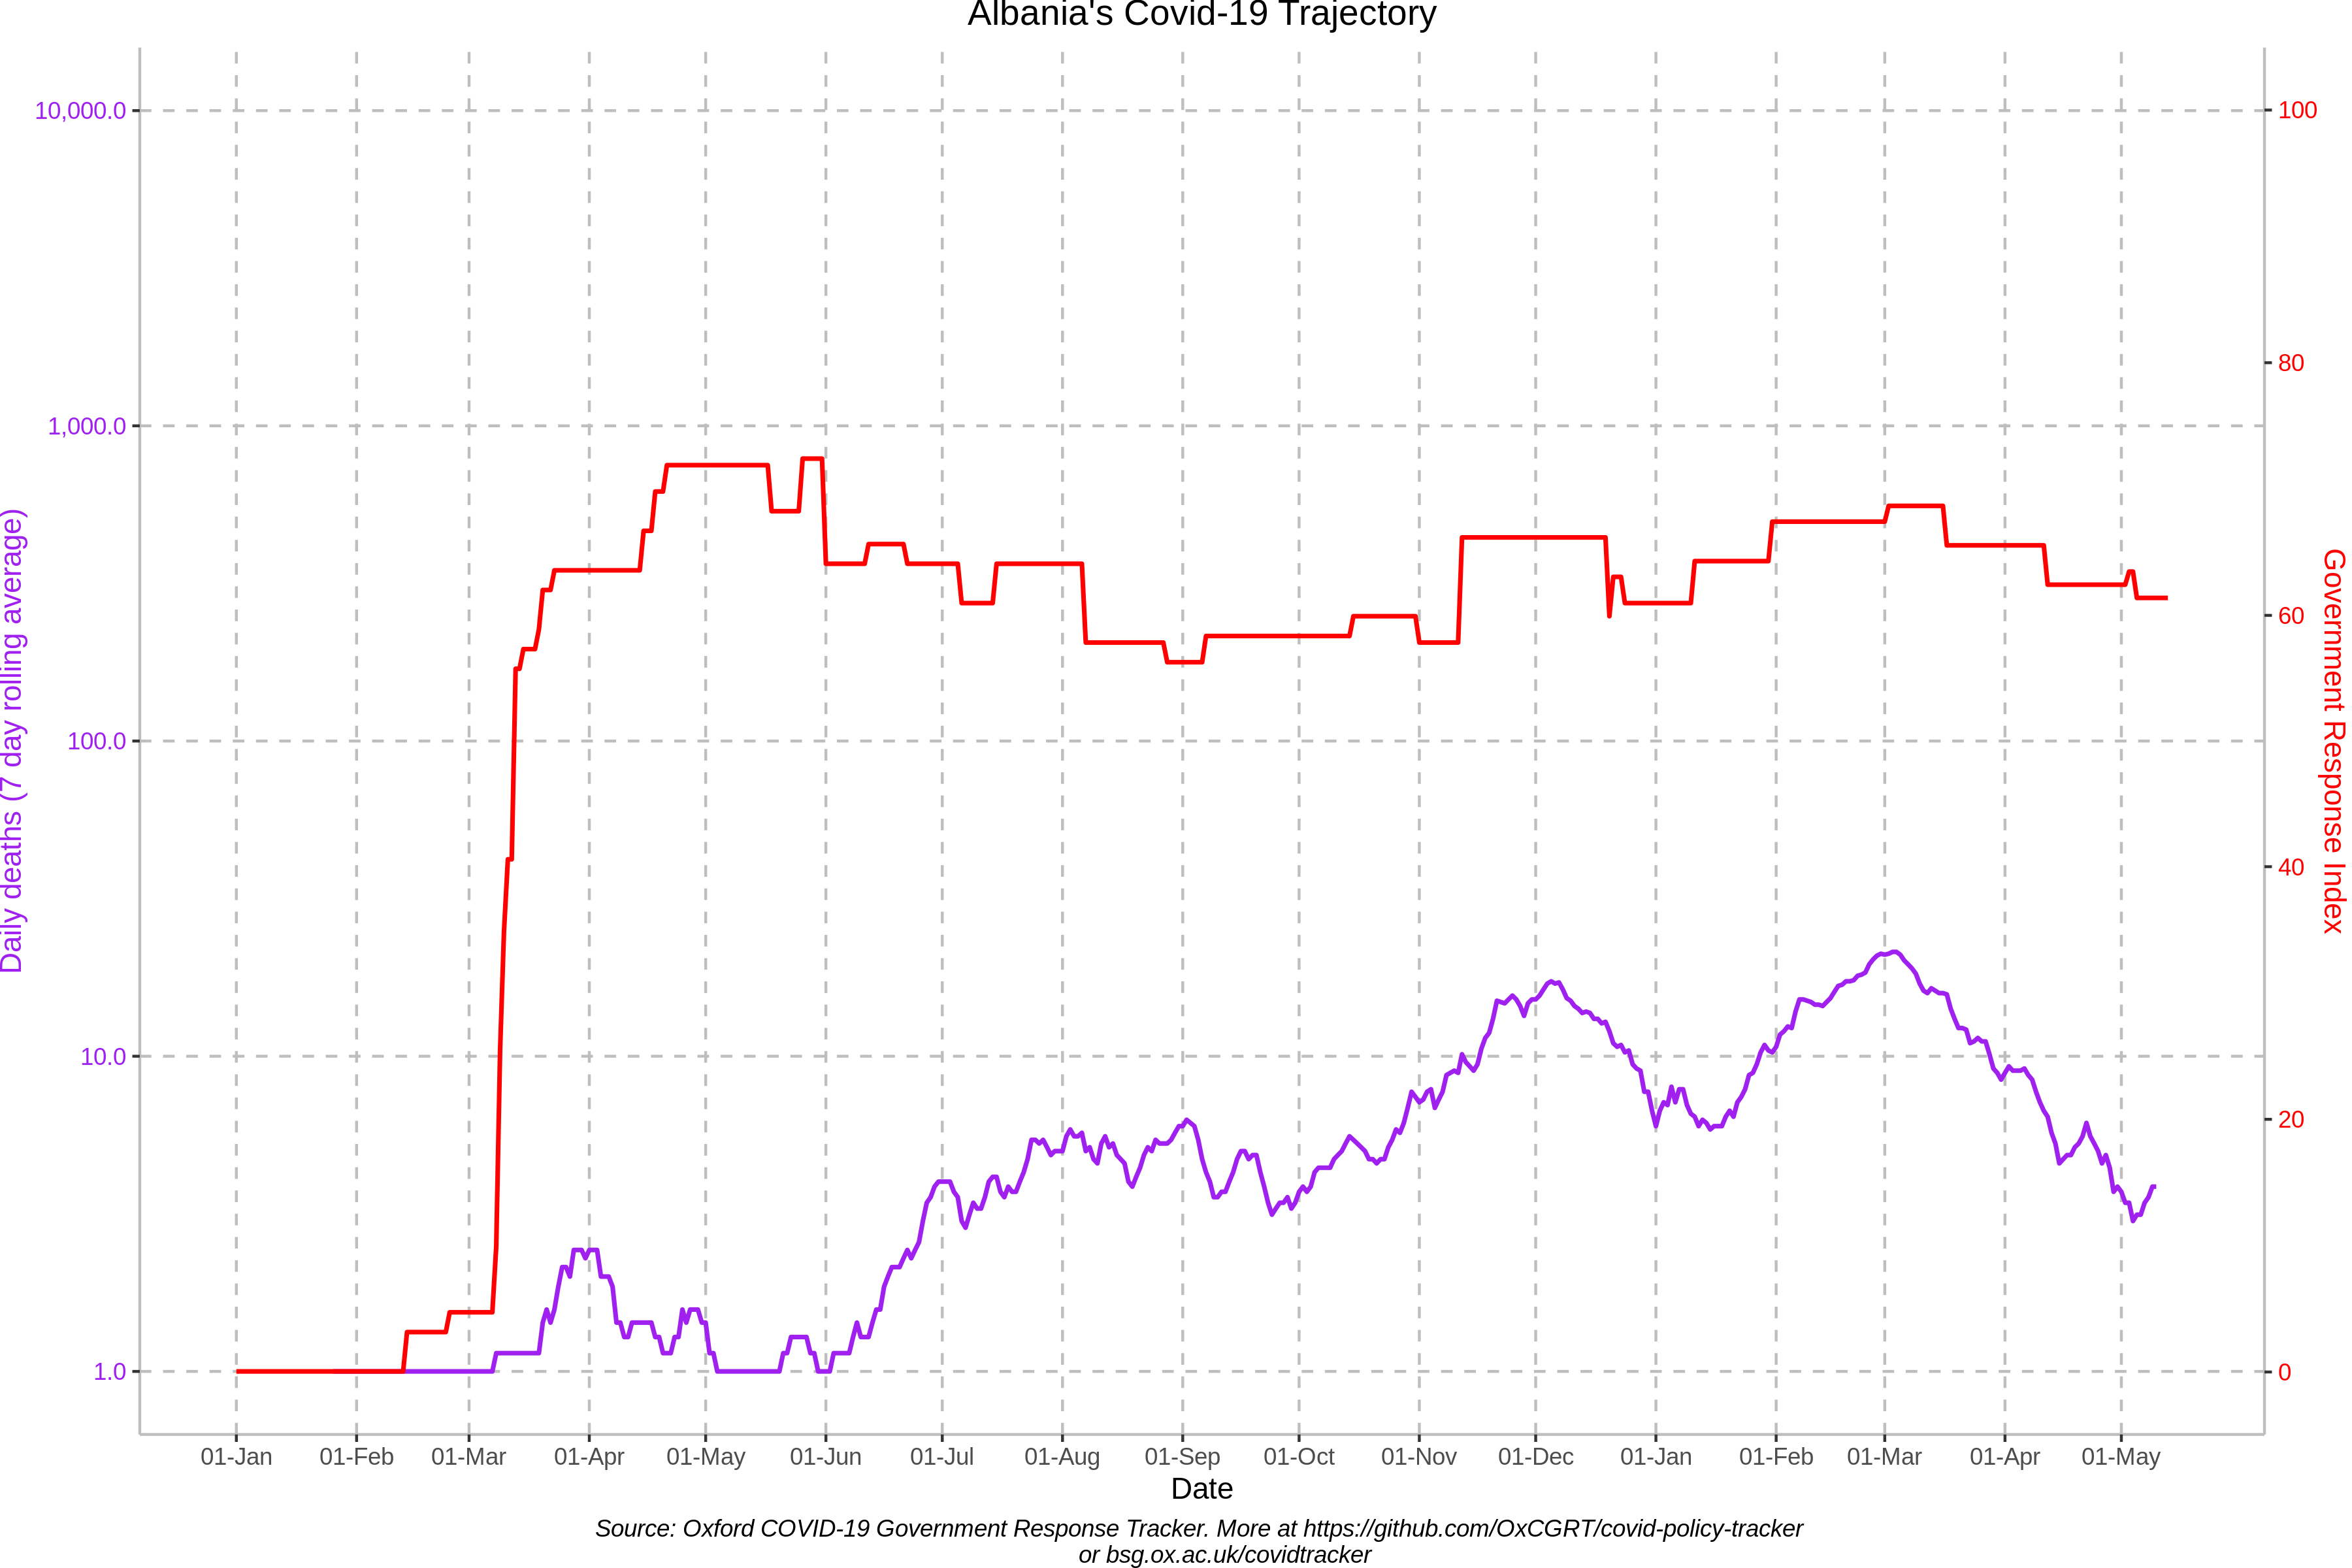 Albania's Covid-19 Trajectory
10,000.0
1,000.0
100.0
10.0
1.0
Daily deaths (7 day rolling average)
100
80
60
40
20
0
Government Response Index
01-Jan
01-Feb
01-Mar
01-Apr
01-May
01-Jun
01-Jul
01-Aug
01-Sep
01-Oct
01-Nov
01-Dec
01-Jan
01-Feb
01-Mar
01-Apr
01-May
Date
Source: Oxford COVID-19 Government Response Tracker. More at https://github.com/OxCGRT/covid-policy-tracker
or bsg.ox.ac.uk/covidtracker